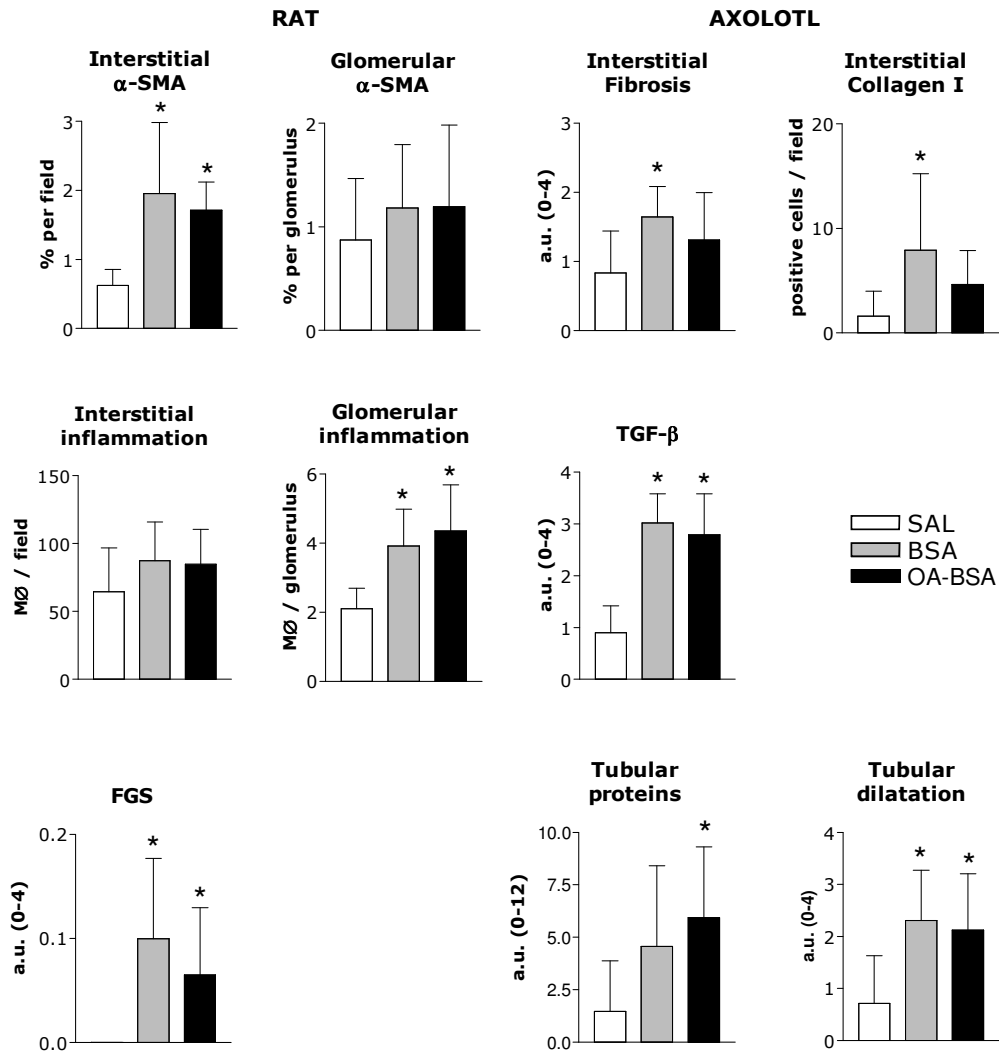 RAT
AXOLOTL
Interstitial
α-SMA
Glomerular
α-SMA
Interstitial
Fibrosis
Interstitial
Collagen I
% per field
3
2
1
0
*
*
% per glomerulus
2
1
0
a.u. (0-4)
3
2
1
0
*
positive cells / field
20
10
5
0
*
Interstitial
inflammation
Glomerular
inflammation
TGF-β
MØ / field
150
100
50
0
MØ / glomerulus
6
4
2
0
*
*
a.u. (0-4)
4
3
2
1
0
*
*
SAL
BSA
OA-BSA
FGS
Tubular
proteins
Tubular
dilatation
a.u. (0-4)
0.2
0.1
0.0
*
*
a.u. (0-12)
10.0
7.5
5.0
2.5
0.0
*
a.u. (0-4)
4
3
2
1
0
*
*